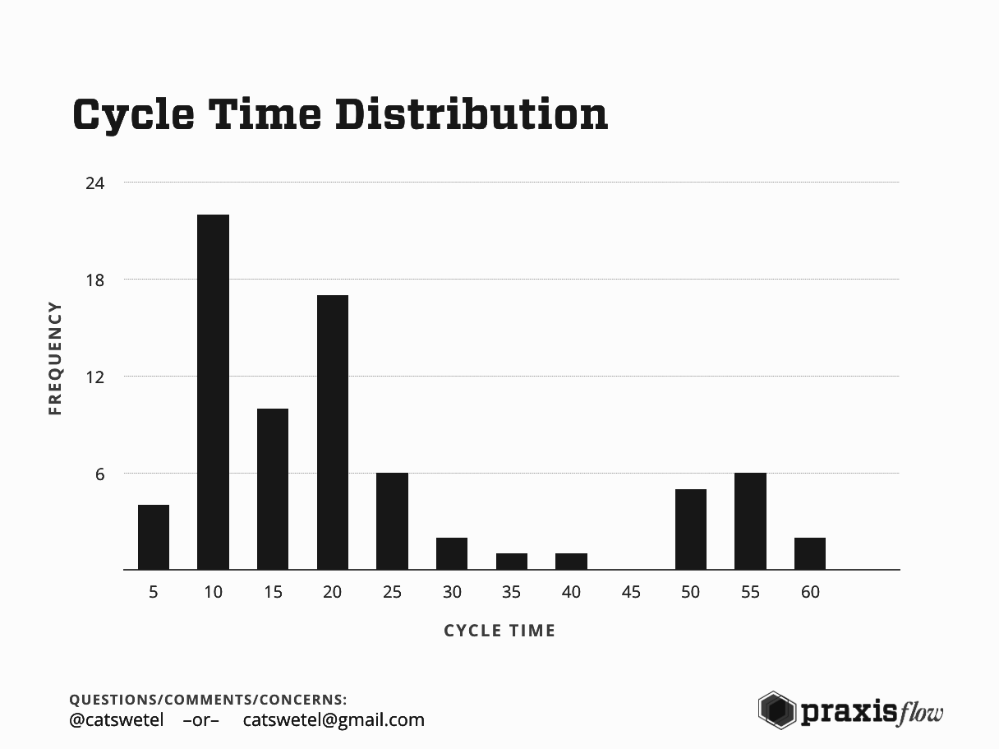 Cycle Time Distribution
24
18
12
6
FREQUENCY
5 10 15 20 25 30 35 40 45 50 55 60
CYCLE TIME
QUESTIONS/COMMENTS/CONCERNS:
@catswetel –or– catswetel@gmail.com
praxisflow